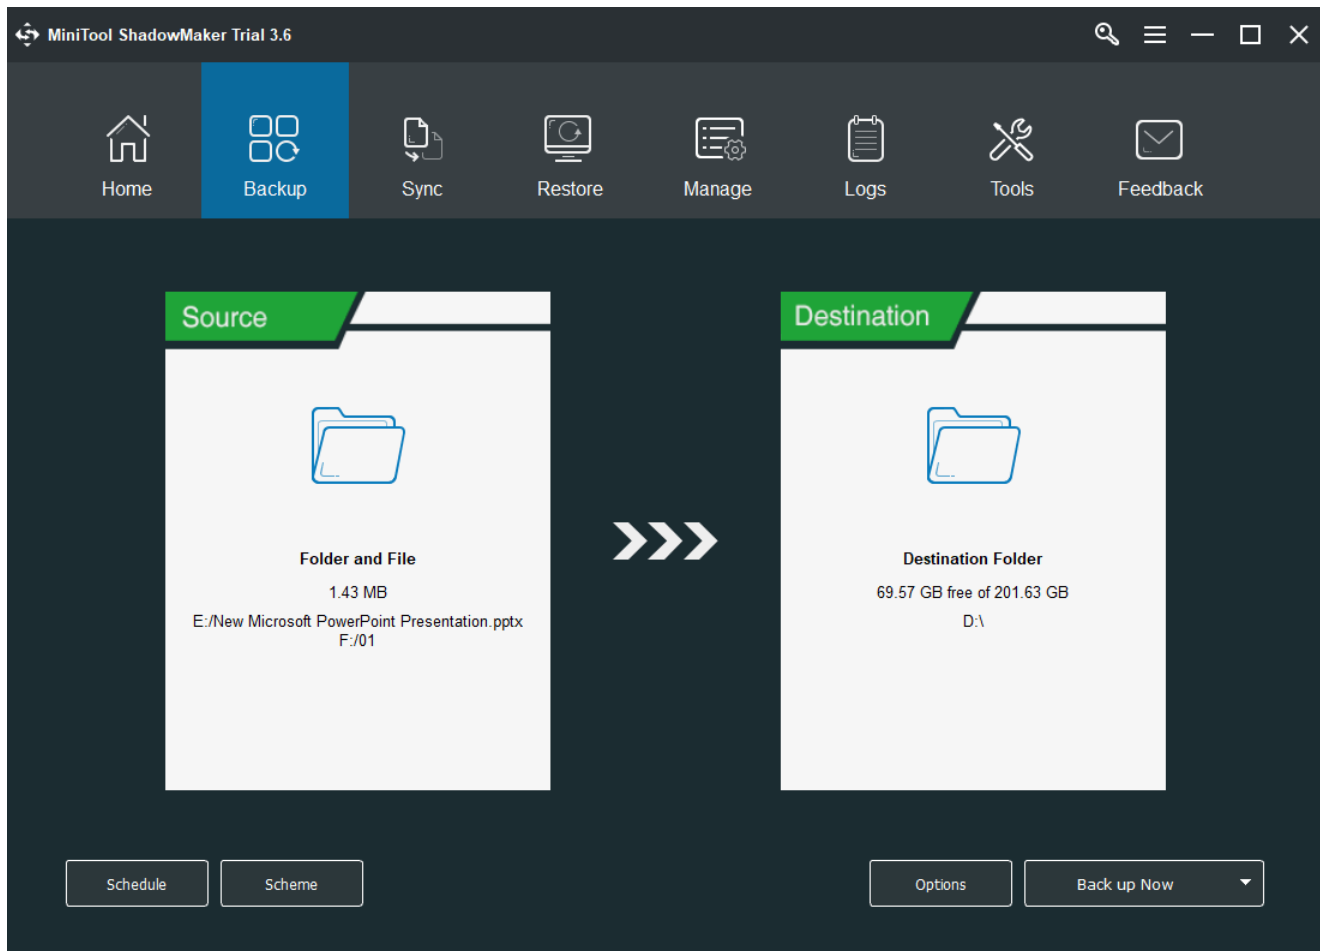 MiniTool ShadowMaker Trial 3.6
Home
Backup
Sync
Restore
Manage
Logs
Tools
Feedback
Source
Folder and File
1.43 MB
E:/New Microsoft PowerPoint Presentation.pptx
F:/01
Destination
Destination Folder
69.57 GB free of 201.63 GB
D:\
Schedule
Scheme
Options
Back up Now